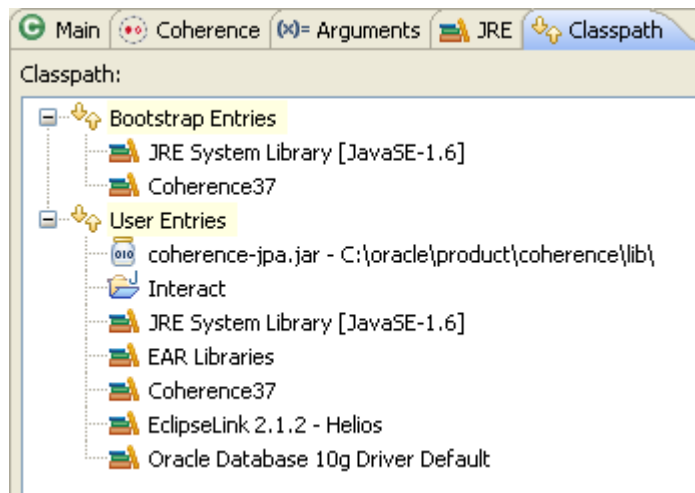 Main Coherence (x)= Arguments JRE Classpath
Classpath:
Bootstrap Entries
JRE System Library [JavaSE-1.6]
Coherence37
User Entries
coherence-jpa.jar - C:\oracle\product\coherence\lib\
Interact
JRE System Library [JavaSE-1.6]
EAR Libraries
Coherence37
EclipseLink 2.1.2 - Helios
Oracle Database 10g Driver Default